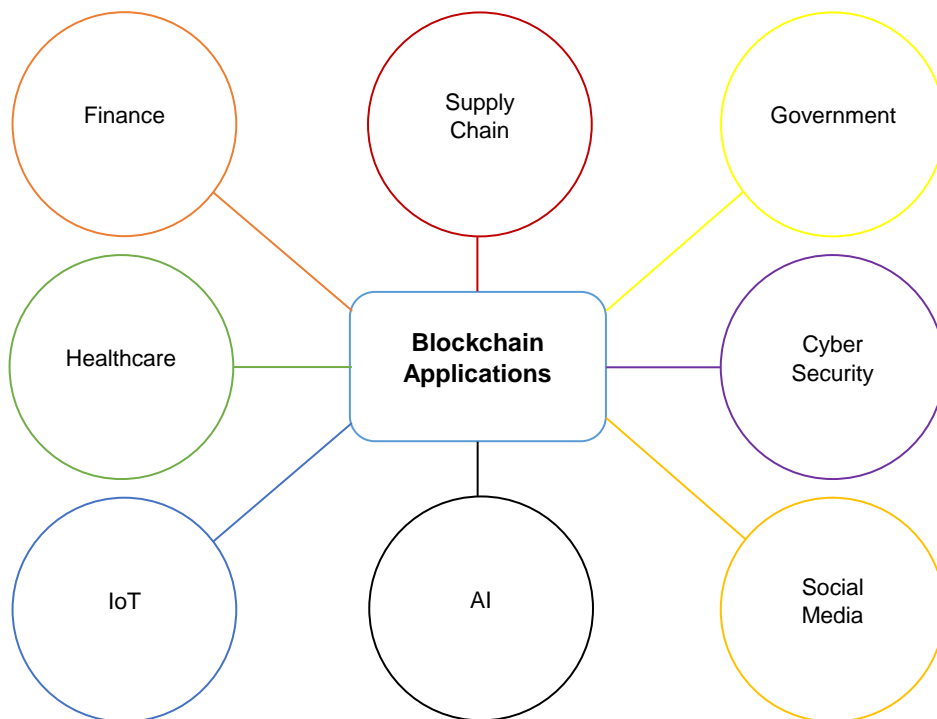 Finance
Supply
Chain
Government
Healthcare
Blockchain
Applications
Cyber
Security
IoT
AI
Social
Media